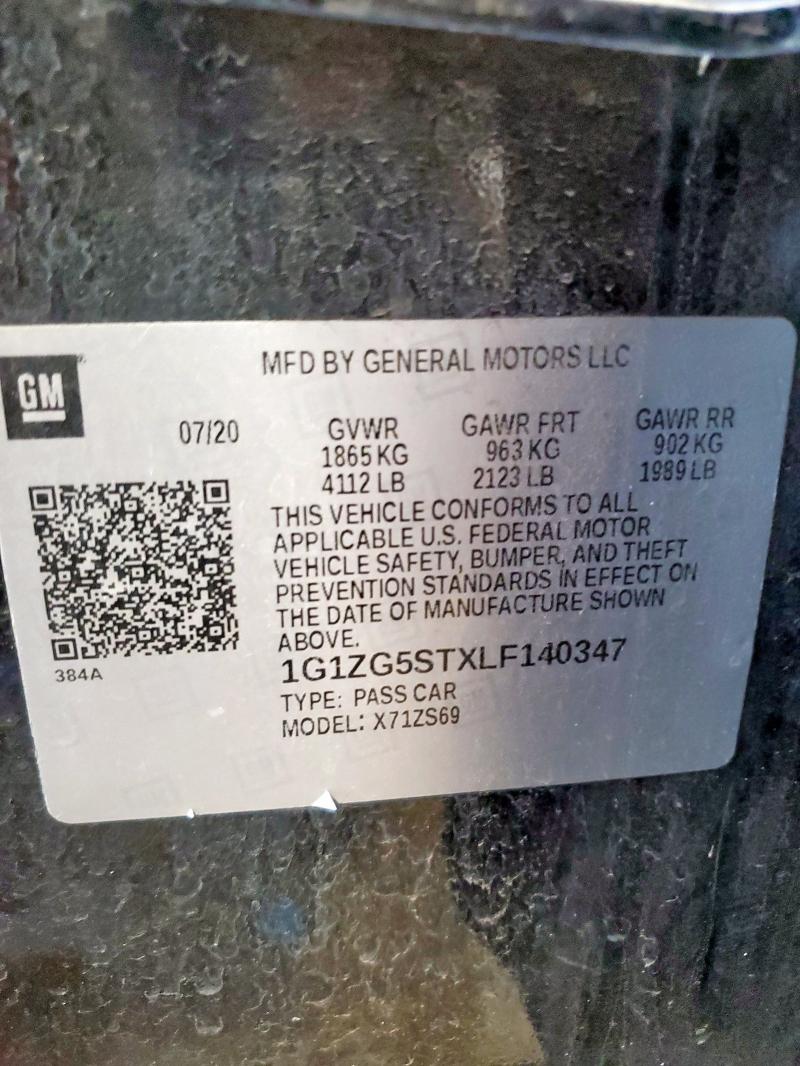 GM
MFD BY GENERAL MOTORS LLC
07/20 GVWR GAWR FRT GAWR RR
1865 KG 963 KG 902 KG
4112 LB 2123 LB 1989 LB
THIS VEHICLE CONFORMS TO ALL
APPLICABLE U.S. FEDERAL MOTOR
VEHICLE SAFETY, BUMPER, AND THEFT
PREVENTION STANDARDS IN EFFECT ON
THE DATE OF MANUFACTURE SHOWN
ABOVE.
384A
1G1ZG5STXLF140347
TYPE: PASS CAR
MODEL: X71ZS69